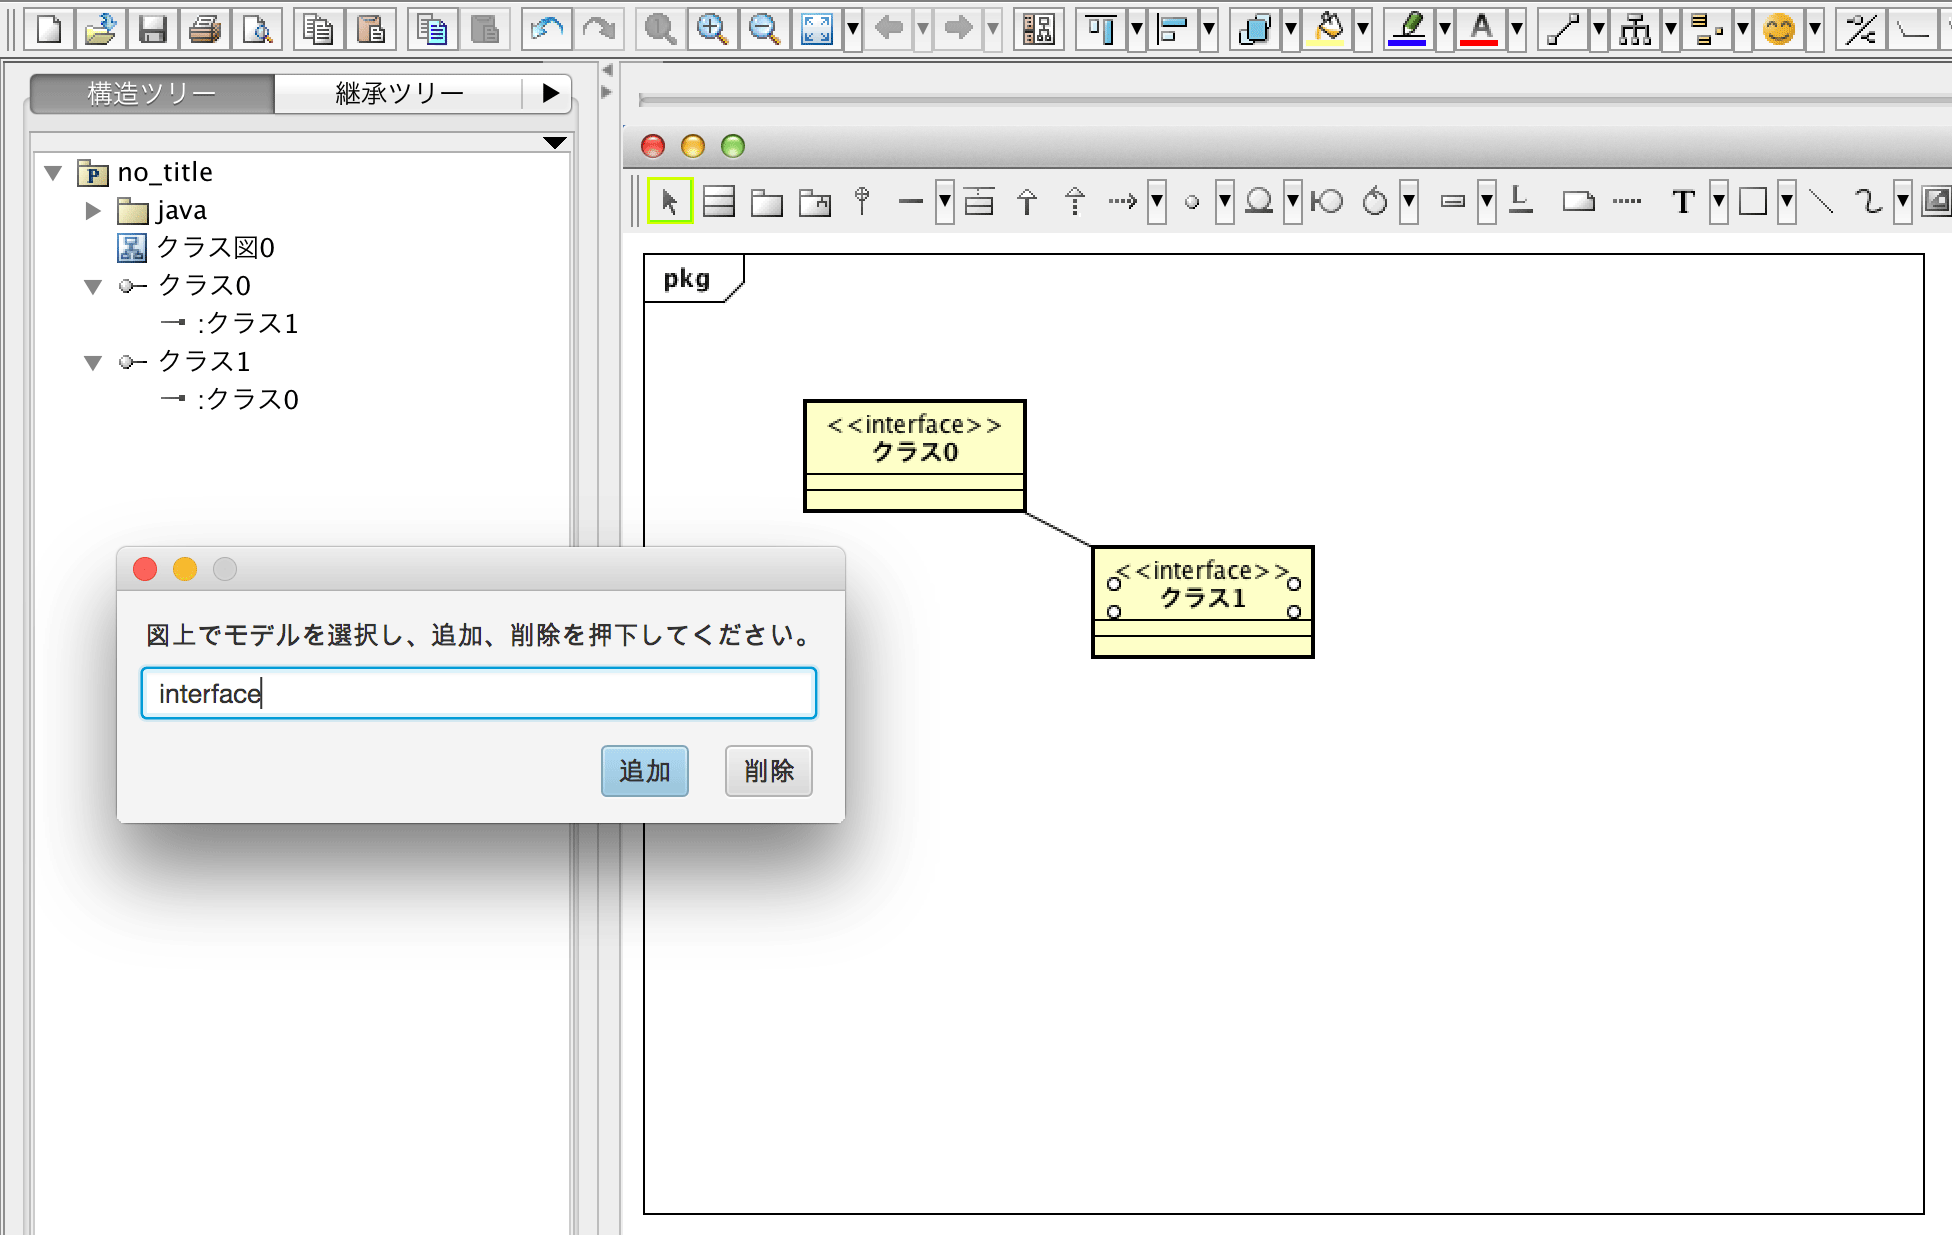 構造ツリー
継承ツリー
no_title
java
クラス図0
クラス0
:クラス1
クラス1
:クラス0
A
L
T
pkg
<<interface>>
クラス0
<<interface>>
クラス1
図上でモデルを選択し、追加、削除を押下してください。
interface
追加
削除